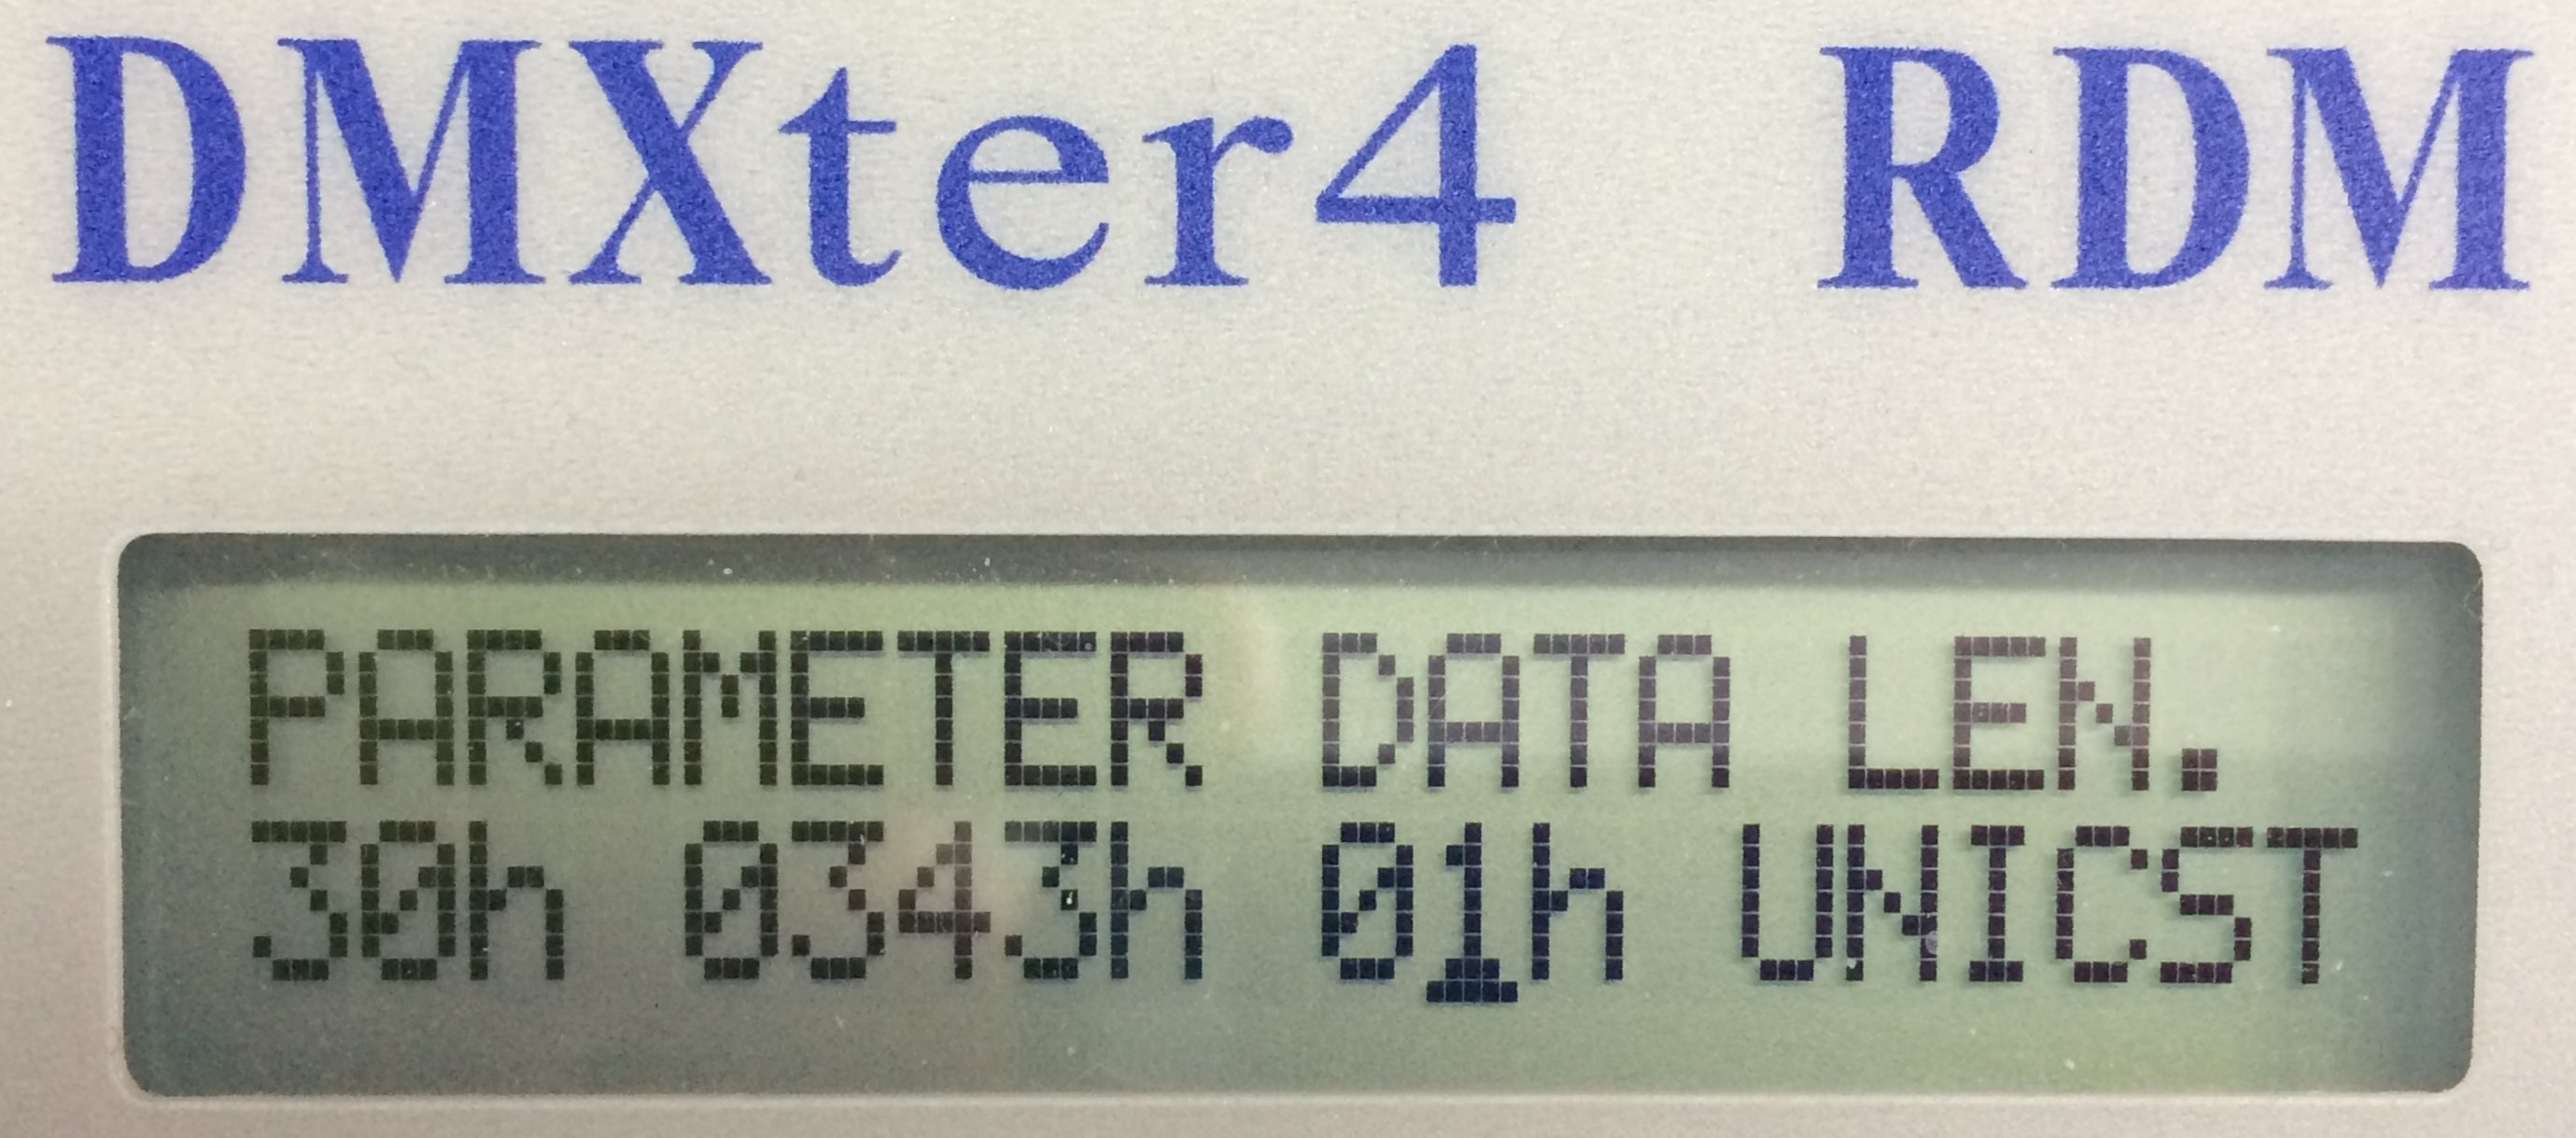 DMXter4 RDM
PARAMETER DATA LEN.
30h 0343h 01h UNICST